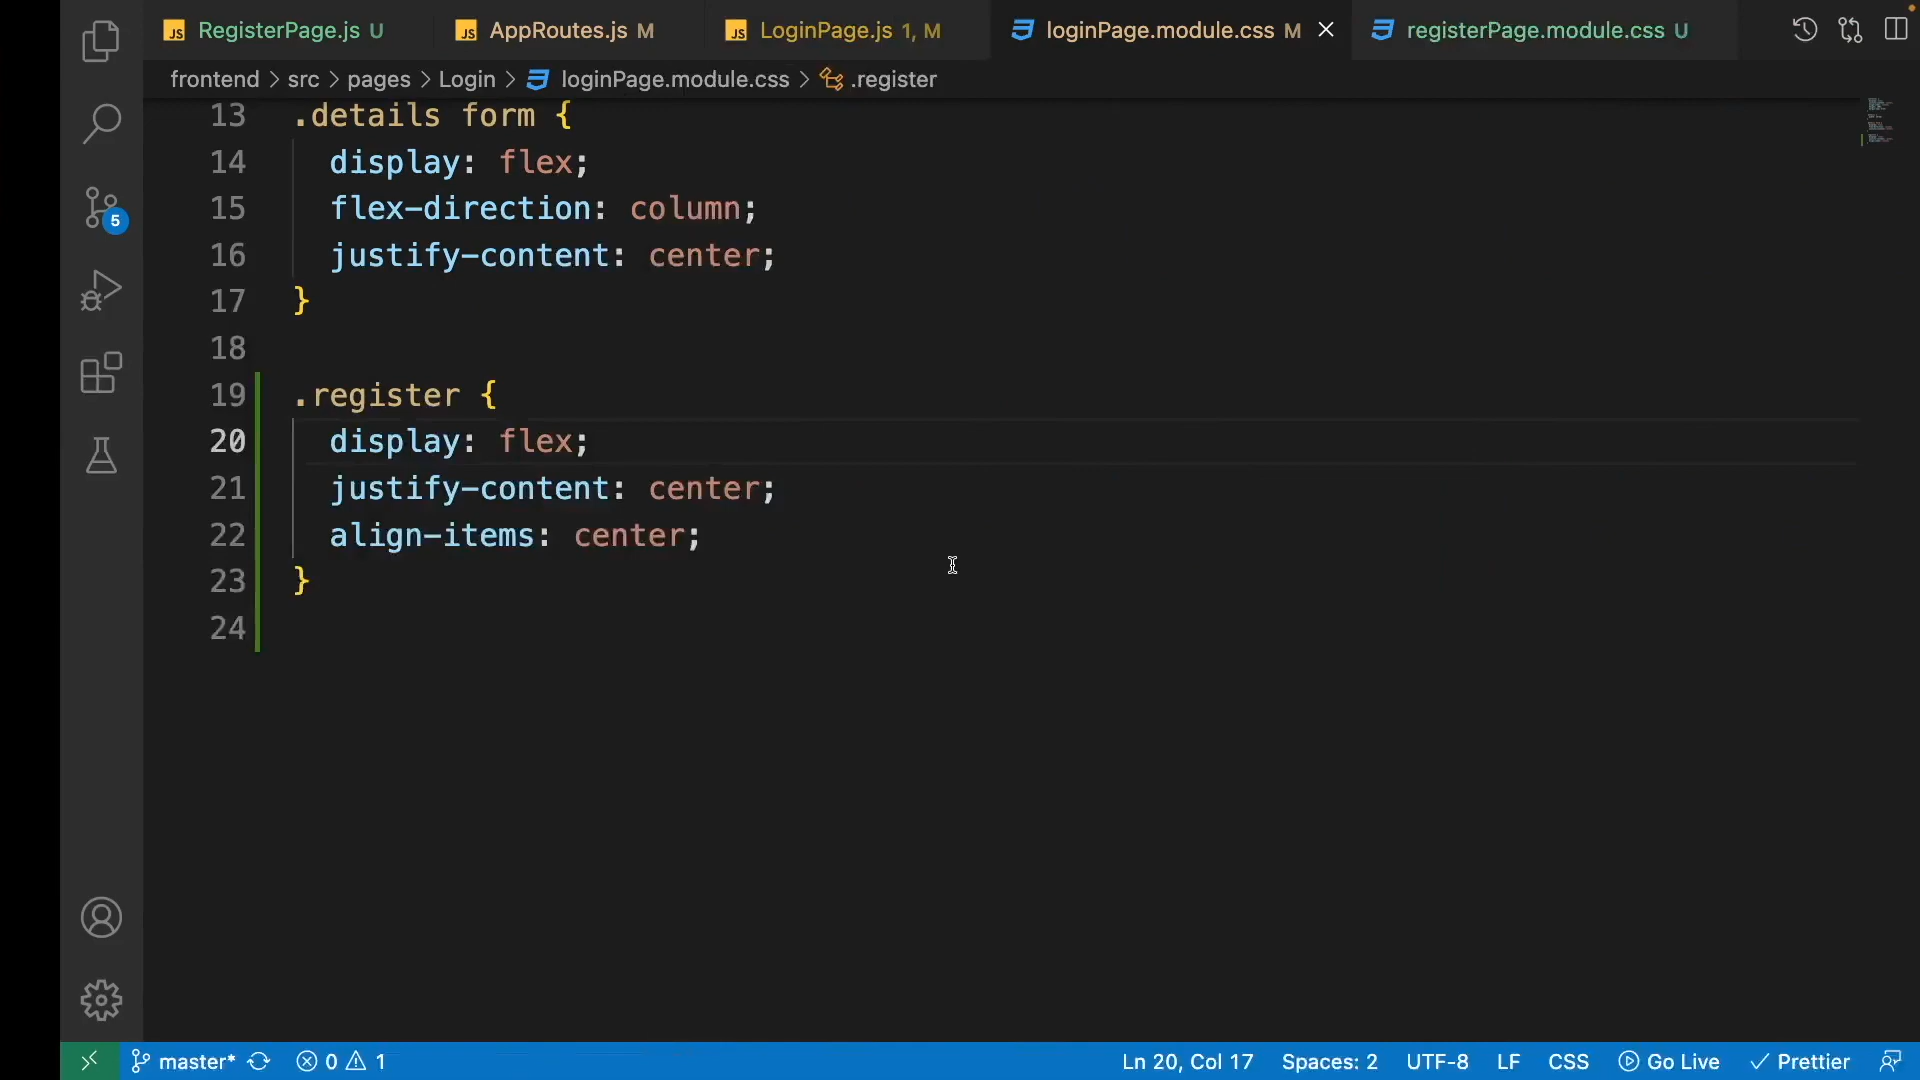 RegisterPage.js U
AppRoutes.js M
LoginPage.js 1, M
loginPage.module.css M
registerPage.module.css U
frontend > src > pages > Login > loginPage.module.css > .register
13 .details form {
14 display: flex;
15 flex-direction: column;
16 justify-content: center;
17 }
18
19 .register {
20 display: flex;
21 justify-content: center;
22 align-items: center;
23 }
24
5
master* 0 1 Ln 20, Col 17 Spaces: 2 UTF-8 LF CSS Go Live Prettier